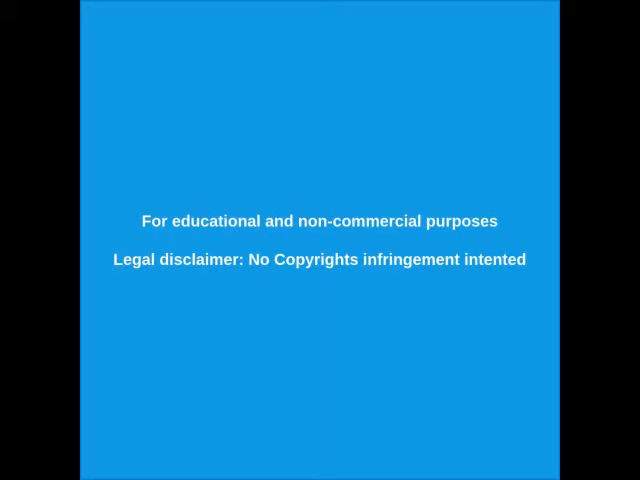 For educational and non-commercial purposes
Legal disclaimer: No Copyrights infringement intented